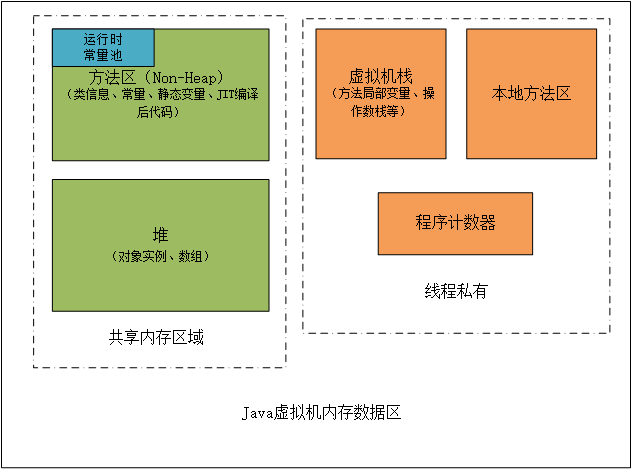 运行时
常量池
方法区（Non-Heap）
（类信息、常量、静态变量、JIT编译
后代码）
堆
（对象实例、数组）
共享内存区域
虚拟机栈
（方法局部变量、操
作数栈等）
本地方法区
程序计数器
线程私有
Java虚拟机内存数据区